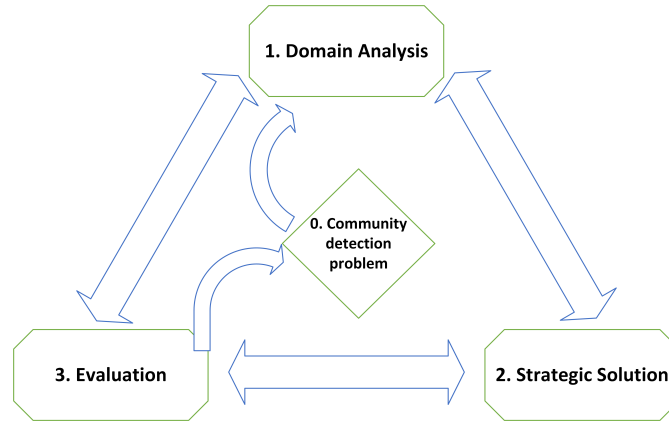 1. Domain Analysis
0. Community
detection
problem
3. Evaluation
2. Strategic Solution